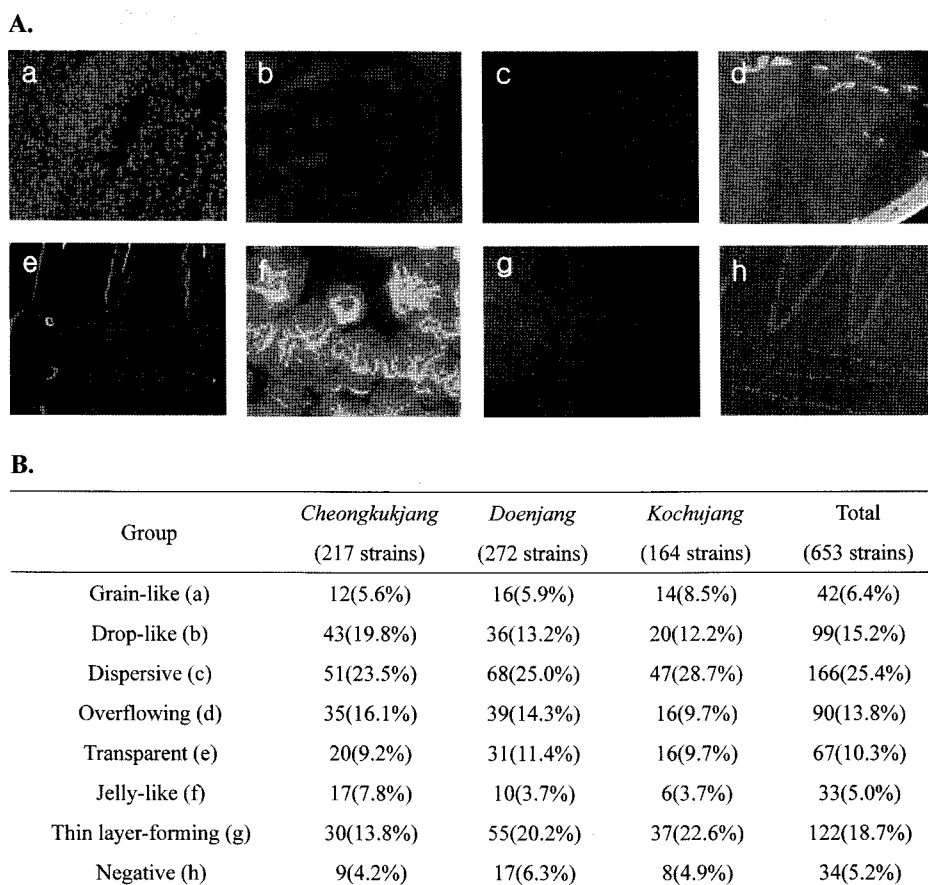 A.
a b c d
e f g h
B.
Group Cheongkukjang Doenjang Kochujang Total
(217 strains) (272 strains) (164 strains) (653 strains)
Grain-like (a) 12(5.6%) 16(5.9%) 14(8.5%) 42(6.4%)
Drop-like (b) 43(19.8%) 36(13.2%) 20(12.2%) 99(15.2%)
Dispersive (c) 51(23.5%) 68(25.0%) 47(28.7%) 166(25.4%)
Overflowing (d) 35(16.1%) 39(14.3%) 16(9.7%) 90(13.8%)
Transparent (e) 20(9.2%) 31(11.4%) 16(9.7%) 67(10.3%)
Jelly-like (f) 17(7.8%) 10(3.7%) 6(3.7%) 33(5.0%)
Thin layer-forming (g) 30(13.8%) 55(20.2%) 37(22.6%) 122(18.7%)
Negative (h) 9(4.2%) 17(6.3%) 8(4.9%) 34(5.2%)